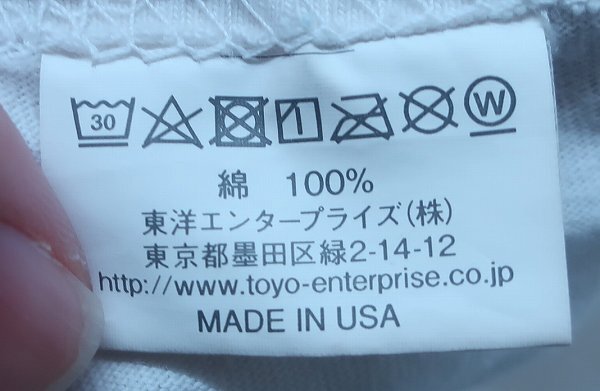 30 W
綿 100%
東洋エンタープライズ(株)
東京都墨田区緑2-14-12
http://www.toyo-enterprise.co.jp
MADE IN USA